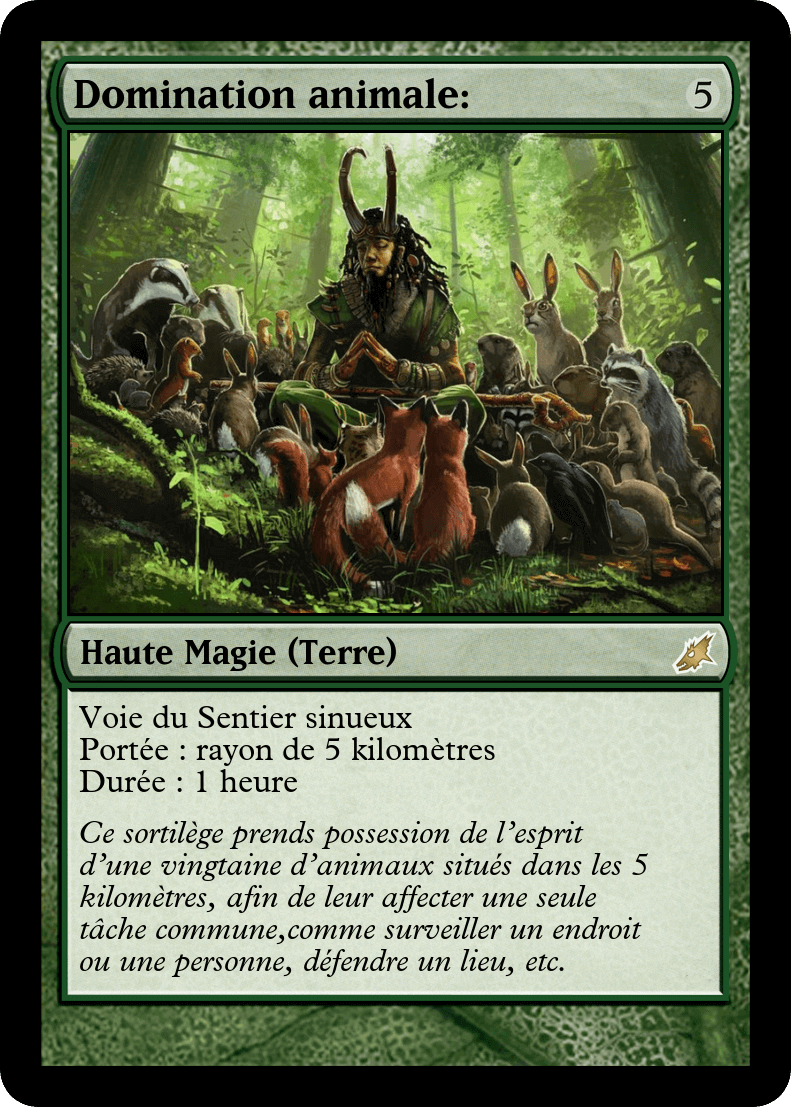 Domination animale: 5
Haute Magie (Terre)
Voie du Sentier sinueux
Portée : rayon de 5 kilomètres
Durée : 1 heure
Ce sortilège prends possession de l'esprit
d'une vingtaine d'animaux situés dans les 5
kilomètres, afin de leur affecter une seule
tâche commune,comme surveiller un endroit
ou une personne, défendre un lieu, etc.